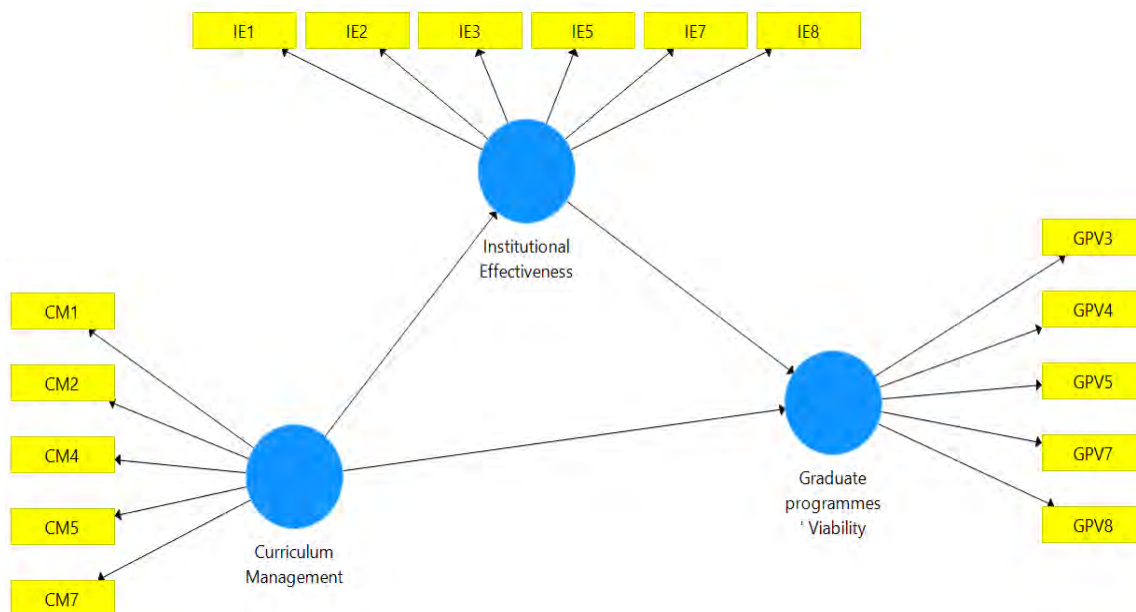 IE1
IE2
IE3
IE5
IE7
IE8
Institutional
Effectiveness
GPV3
GPV4
GPV5
GPV7
GPV8
CM1
CM2
CM4
CM5
CM7
Graduate
programmes
' Viability
Curriculum
Management